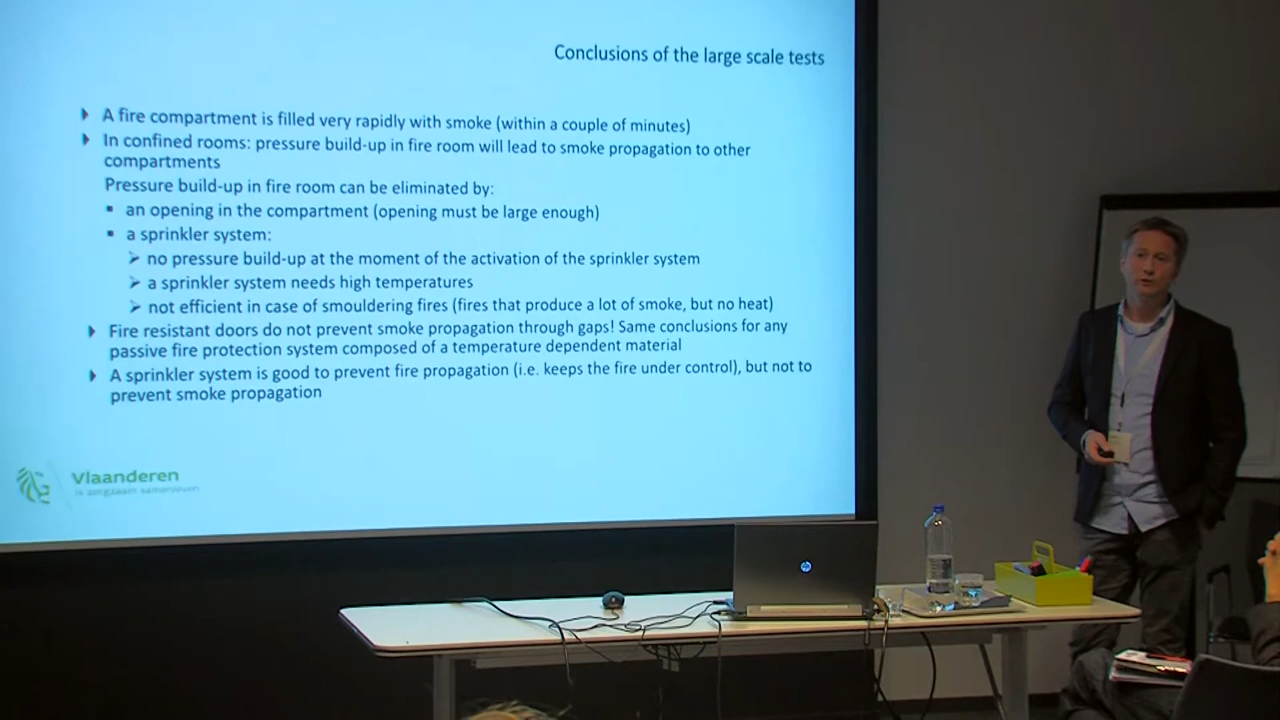 Conclusions of the large scale tests
A fire compartment is filled very rapidly with smoke (within a couple of minutes)
In confined rooms: pressure build-up in fire room will lead to smoke propagation to other
compartments
Pressure build-up in fire room can be eliminated by:
an opening in the compartment (opening must be large enough)
a sprinkler system:
no pressure build-up at the moment of the activation of the sprinkler system
a sprinkler system needs high temperatures
not efficient in case of smouldering fires (fires that produce a lot of smoke, but no heat)
Fire resistant doors do not prevent smoke propagation through gaps! Same conclusions for any
passive fire protection system composed of a temperature dependent material
A sprinkler system is good to prevent fire propagation (i.e. keeps the fire under control), but not to
prevent smoke propagation
Vlaanderen
is zorgzaam samenleven
hp